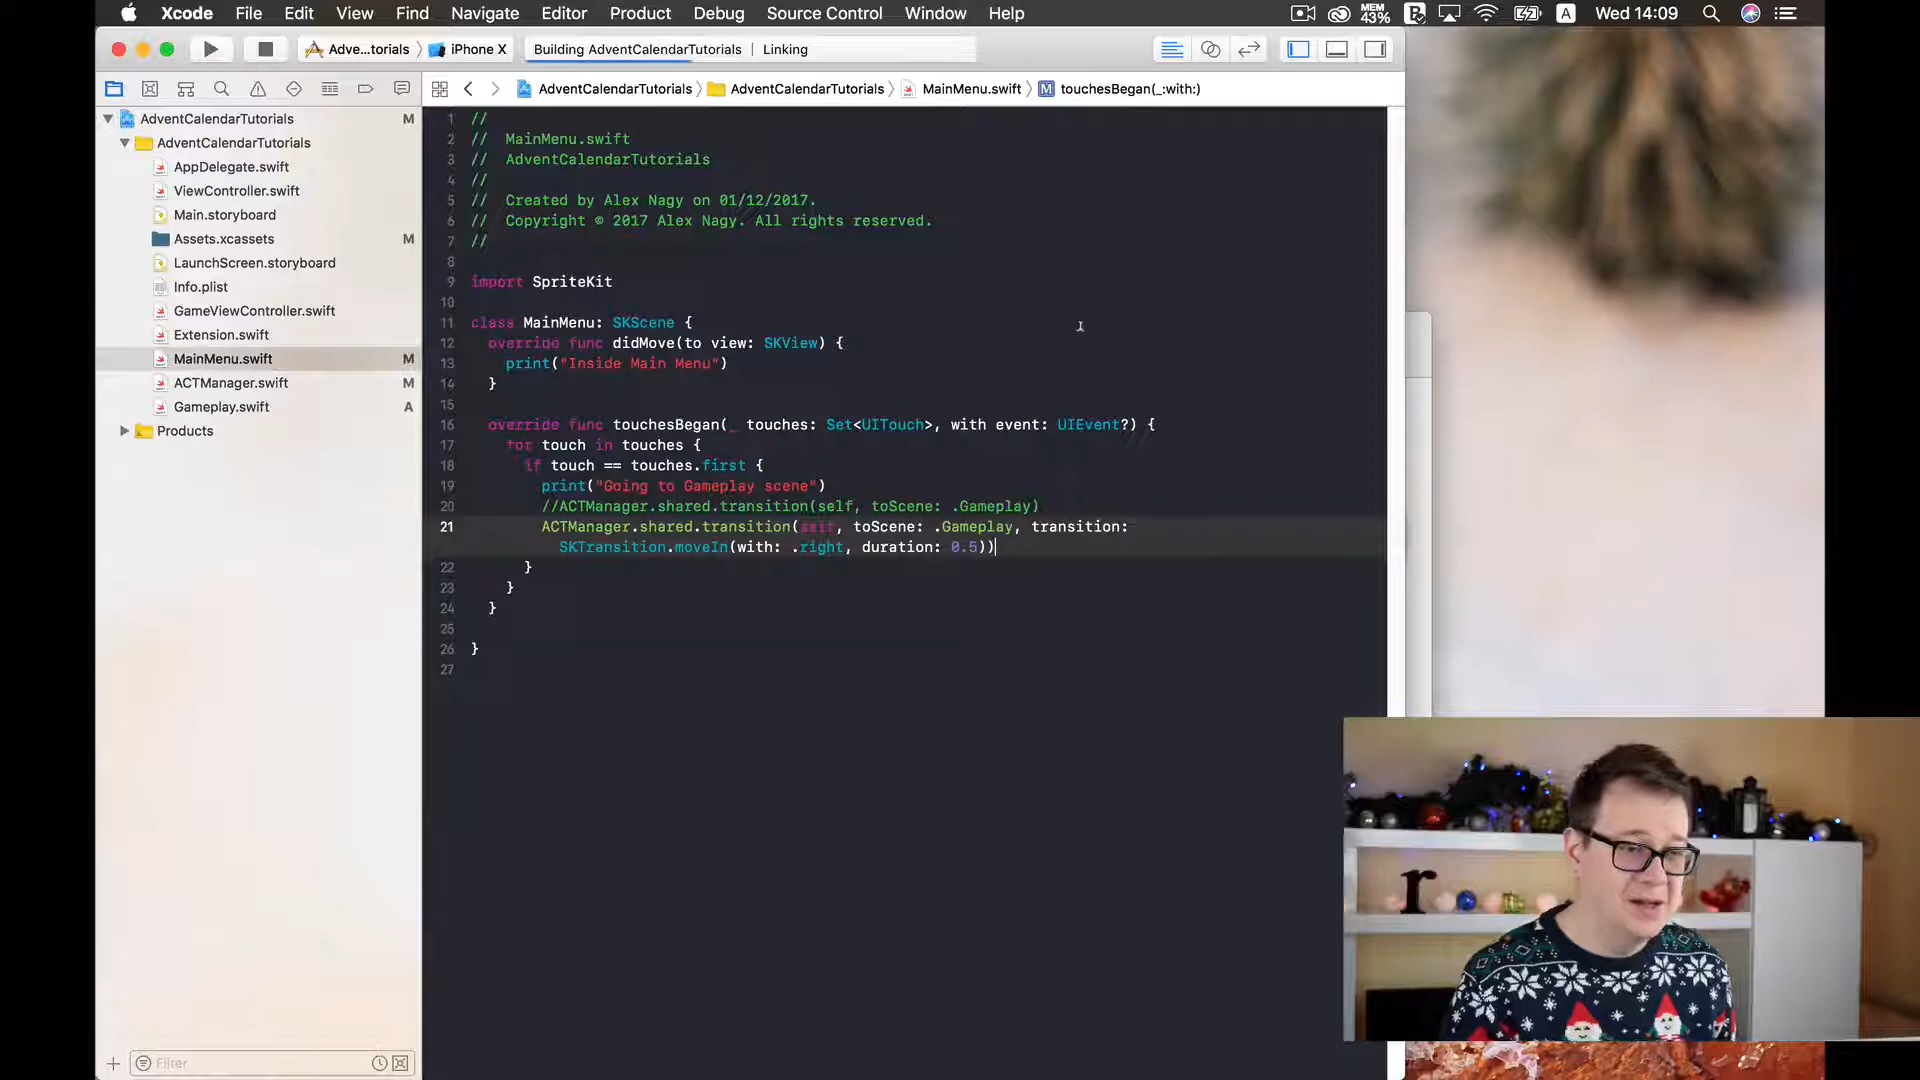 Xcode File Edit View Find Navigate Editor Product Debug Source Control Window Help MEM 43% A Wed 14:09
Adve...torials iPhone X Building AdventCalendarTutorials Linking
AdventCalendarTutorials AdventCalendarTutorials MainMenu.swift M touchesBegan(_:with:)
AdventCalendarTutorials M
AdventCalendarTutorials
AppDelegate.swift
ViewController.swift
Main.storyboard
Assets.xcassets M
LaunchScreen.storyboard
Info.plist
GameViewController.swift
Extension.swift
MainMenu.swift M
ACTManager.swift M
Gameplay.swift A
Products
Filter
1 //
2 // MainMenu.swift
3 // AdventCalendarTutorials
4 //
5 // Created by Alex Nagy on 01/12/2017.
6 // Copyright © 2017 Alex Nagy. All rights reserved.
7 //
8
9 import SpriteKit
10
11 class MainMenu: SKScene {
12 override func didMove(to view: SKView) {
13 print("Inside Main Menu")
14 }
15
16 override func touchesBegan(_ touches: Set<UITouch>, with event: UIEvent?) {
17 for touch in touches {
18 if touch == touches.first {
19 print("Going to Gameplay scene")
20 //ACTManager.shared.transition(self, toScene: .Gameplay)
21 ACTManager.shared.transition(self, toScene: .Gameplay, transition:
SKTransition.moveIn(with: .right, duration: 0.5))
22 }
23 }
24 }
25
26 }
27
r